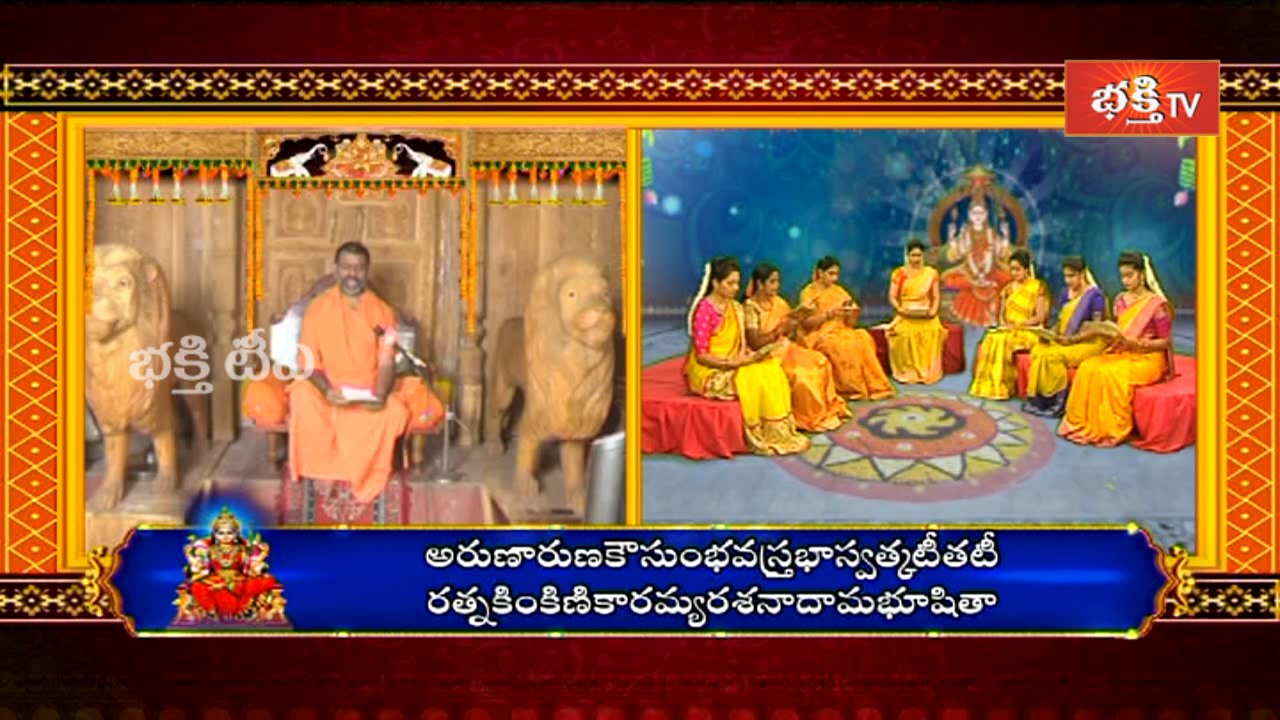 భక్తి TV
భక్తి టీవి
అరుణారుణకౌసుంభవస్త్రభాస్వత్కటీతటీ
రత్నకింకిణికారమ్యరశనాదామభూషితా